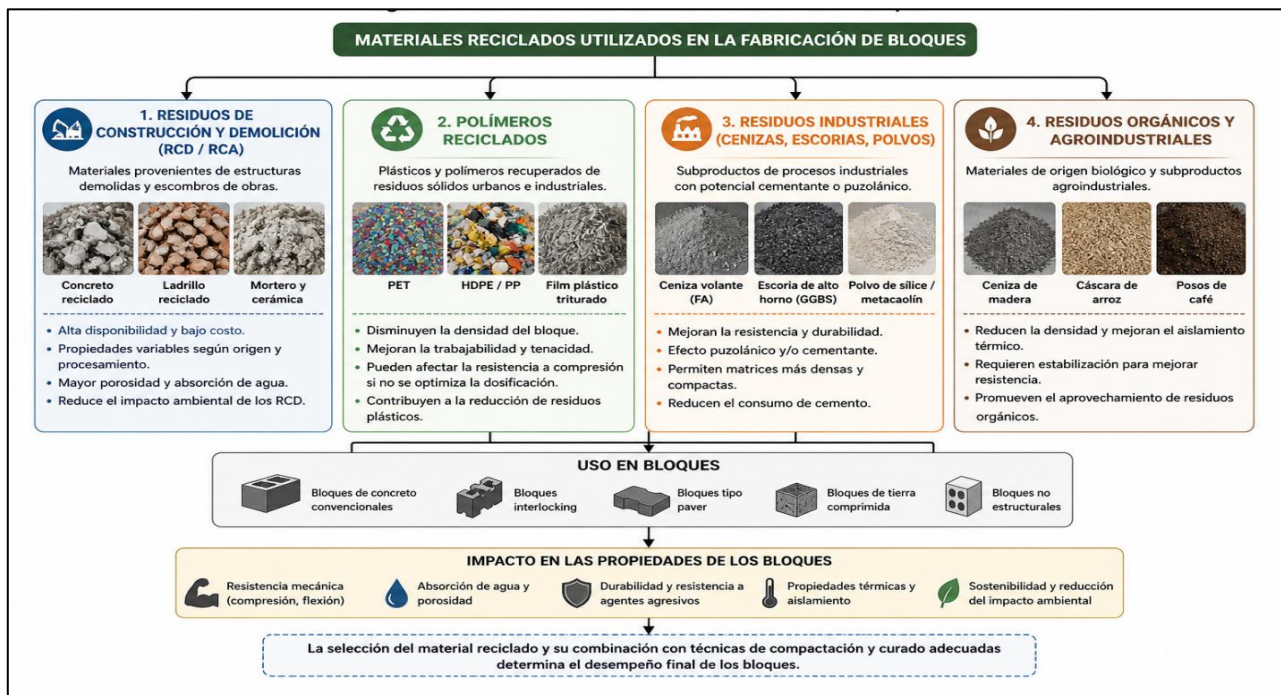 MATERIALES RECICLADOS UTILIZADOS EN LA FABRICACIÓN DE BLOQUES
1. RESIDUOS DE
CONSTRUCCIÓN Y DEMOLICIÓN
(RCD / RCA)
Materiales provenientes de estructuras
demolidas y escombros de obras.
Concreto
reciclado
Ladrillo
reciclado
Mortero y
cerámica
• Alta disponibilidad y bajo costo.
• Propiedades variables según origen y
procesamiento.
• Mayor porosidad y absorción de agua.
• Reduce el impacto ambiental de los RCD.
2. POLÍMEROS
RECICLADOS
Plásticos y polímeros recuperados de
residuos sólidos urbanos e industriales.
PET
HDPE / PP
Film plástico
triturado
• Disminuyen la densidad del bloque.
• Mejoran la trabajabilidad y tenacidad.
• Pueden afectar la resistencia a compresión
si no se optimiza la dosificación.
• Contribuyen a la reducción de residuos
plásticos.
3. RESIDUOS INDUSTRIALES
(CENIZAS, ESCORIAS, POLVOS)
Subproductos de procesos industriales
con potencial cementante o puzolánico.
Ceniza volante
(FA)
Escoria de alto
horno (GGBS)
Polvo de sílice /
metacaolín
• Mejoran la resistencia y durabilidad.
• Efecto puzolánico y/o cementante.
• Permiten matrices más densas y
compactas.
• Reducen el consumo de cemento.
4. RESIDUOS ORGÁNICOS Y
AGROINDUSTRIALES
Materiales de origen biológico y subproductos
agroindustriales.
Ceniza de
madera
Cáscara de
arroz
Posos de
café
• Reducen la densidad y mejoran el aislamiento
térmico.
• Requieren estabilización para mejorar
resistencia.
• Promueven el aprovechamiento de residuos
orgánicos.
USO EN BLOQUES
Bloques de concreto
convencionales
Bloques
interlocking
Bloques tipo
paver
Bloques de tierra
comprimida
Bloques no
estructurales
IMPACTO EN LAS PROPIEDADES DE LOS BLOQUES
Resistencia mecánica
(compresión, flexión)
Absorción de agua y
porosidad
Durabilidad y resistencia a
agentes agresivos
Propiedades térmicas y
aislamiento
Sostenibilidad y reducción
del impacto ambiental
La selección del material reciclado y su combinación con técnicas de compactación y curado adecuadas
determina el desempeño final de los bloques.